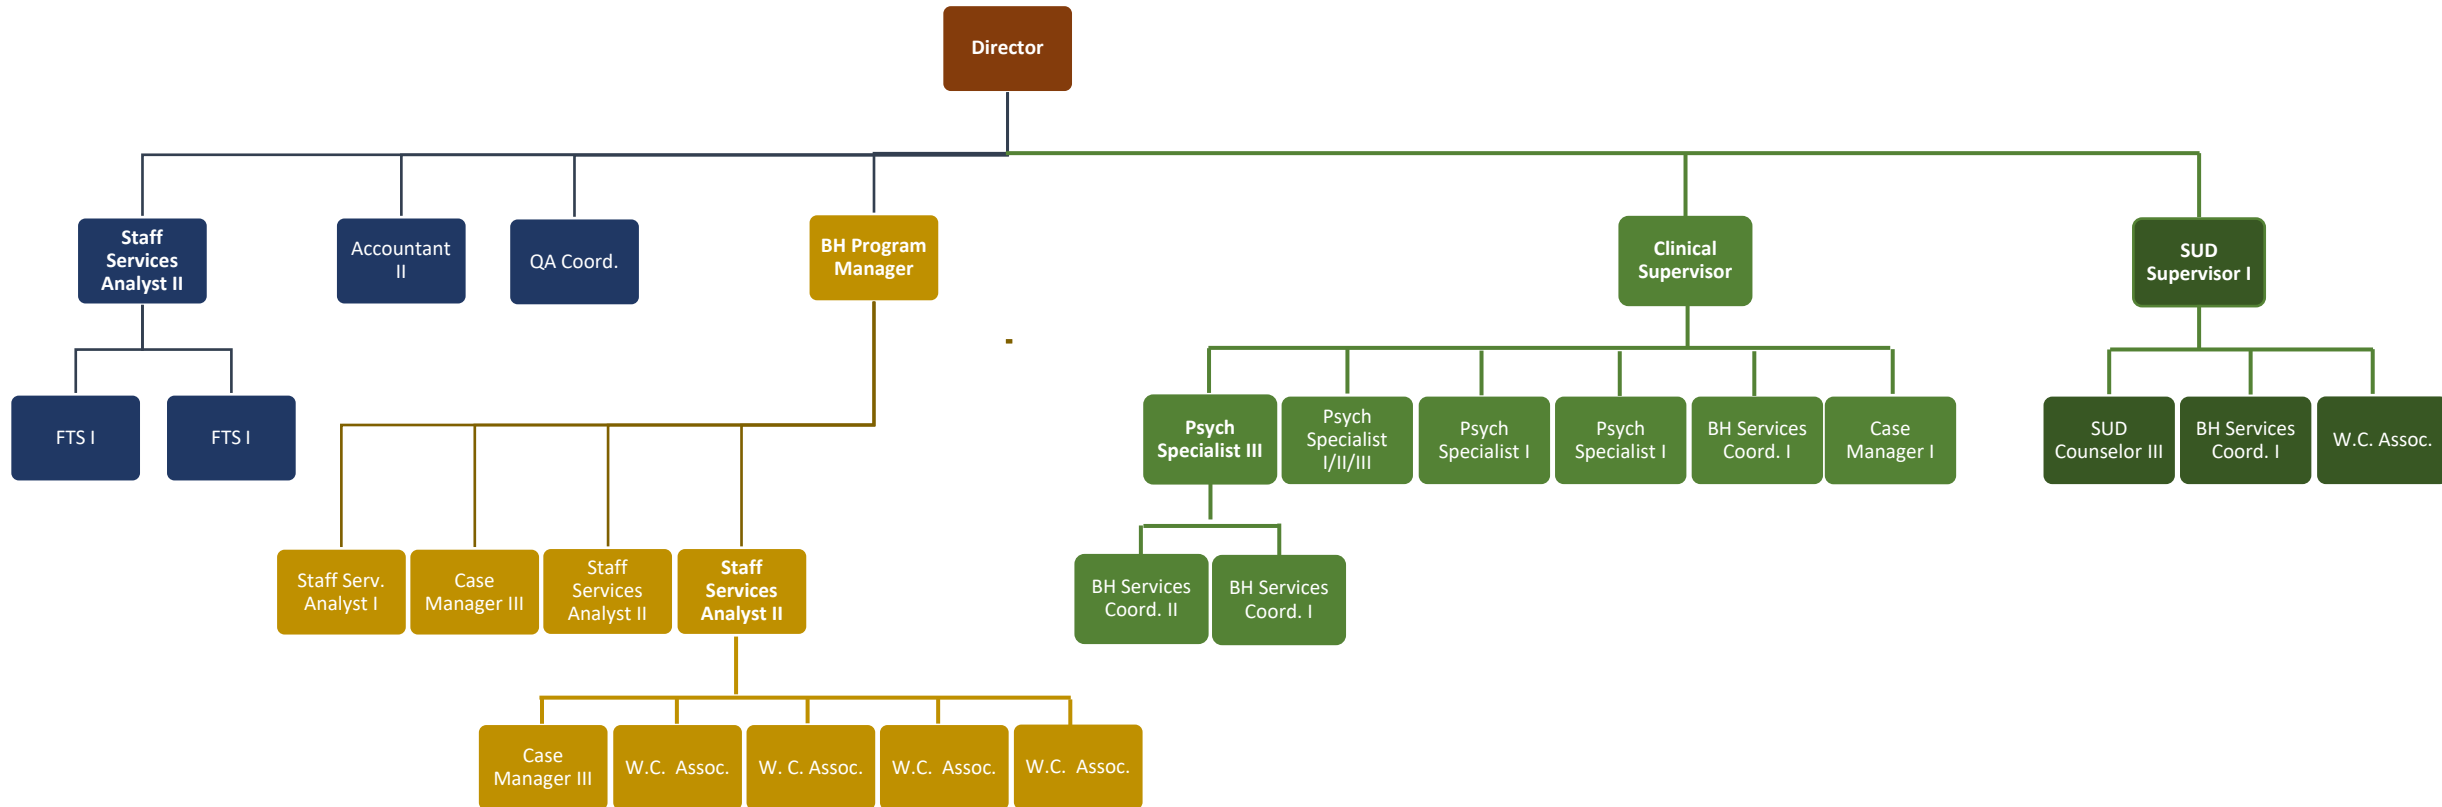 Director
Staff
Services
Analyst II
Accountant
II
QA Coord.
BH Program
Manager
Clinical
Supervisor
SUD
Supervisor I
FTS I
FTS I
Psych
Specialist III
Psych
Specialist
I/II/III
Psych
Specialist I
Psych
Specialist I
BH Services
Coord. I
Case
Manager I
SUD
Counselor III
BH Services
Coord. I
W.C. Assoc.
Staff Serv.
Analyst I
Case
Manager III
Staff
Services
Analyst II
Staff
Services
Analyst II
BH Services
Coord. II
BH Services
Coord. I
Case
Manager III
W.C.  Assoc.
W. C. Assoc.
W.C.  Assoc.
W.C.  Assoc.